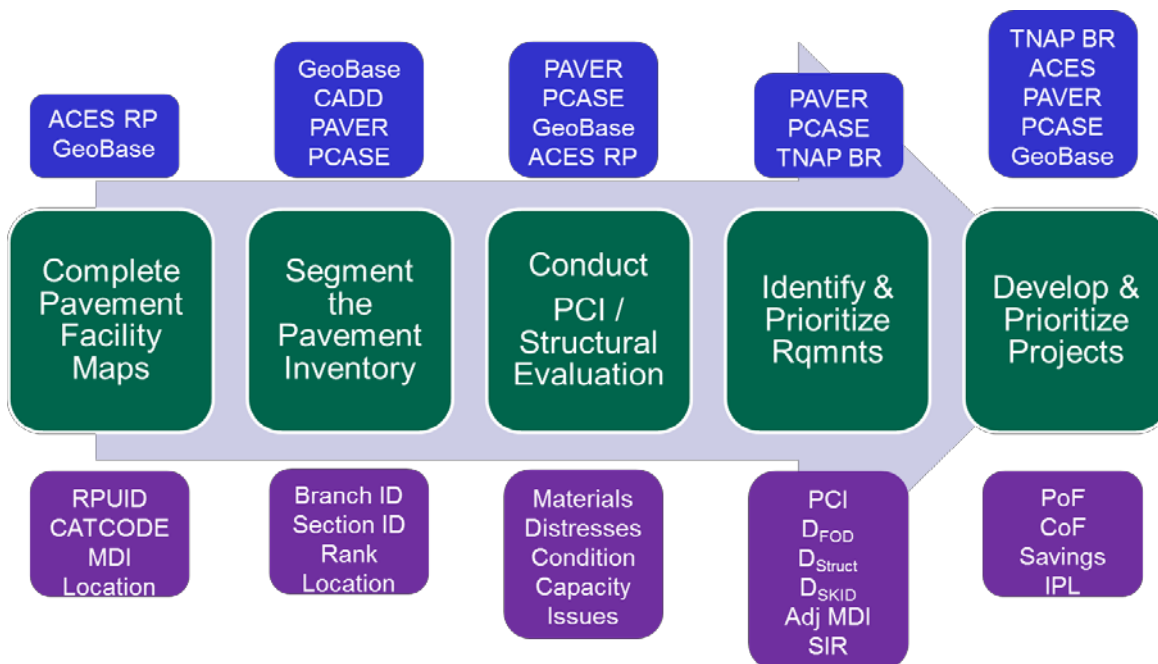 ACES RP
GeoBase
GeoBase
CADD
PAVER
PCASE
PAVER
PCASE
GeoBase
ACES RP
PAVER
PCASE
TNAP BR
TNAP BR
ACES
PAVER
PCASE
GeoBase
Complete
Pavement
Facility
Maps
Segment
the
Pavement
Inventory
Conduct
PCI /
Structural
Evaluation
Identify &
Prioritize
Rqmnts
Develop &
Prioritize
Projects
RPUID
CATCODE
MDI
Location
Branch ID
Section ID
Rank
Location
Materials
Distresses
Condition
Capacity
Issues
PCI
DFOD
DStruct
DSKID
Adj MDI
SIR
PoF
CoF
Savings
IPL